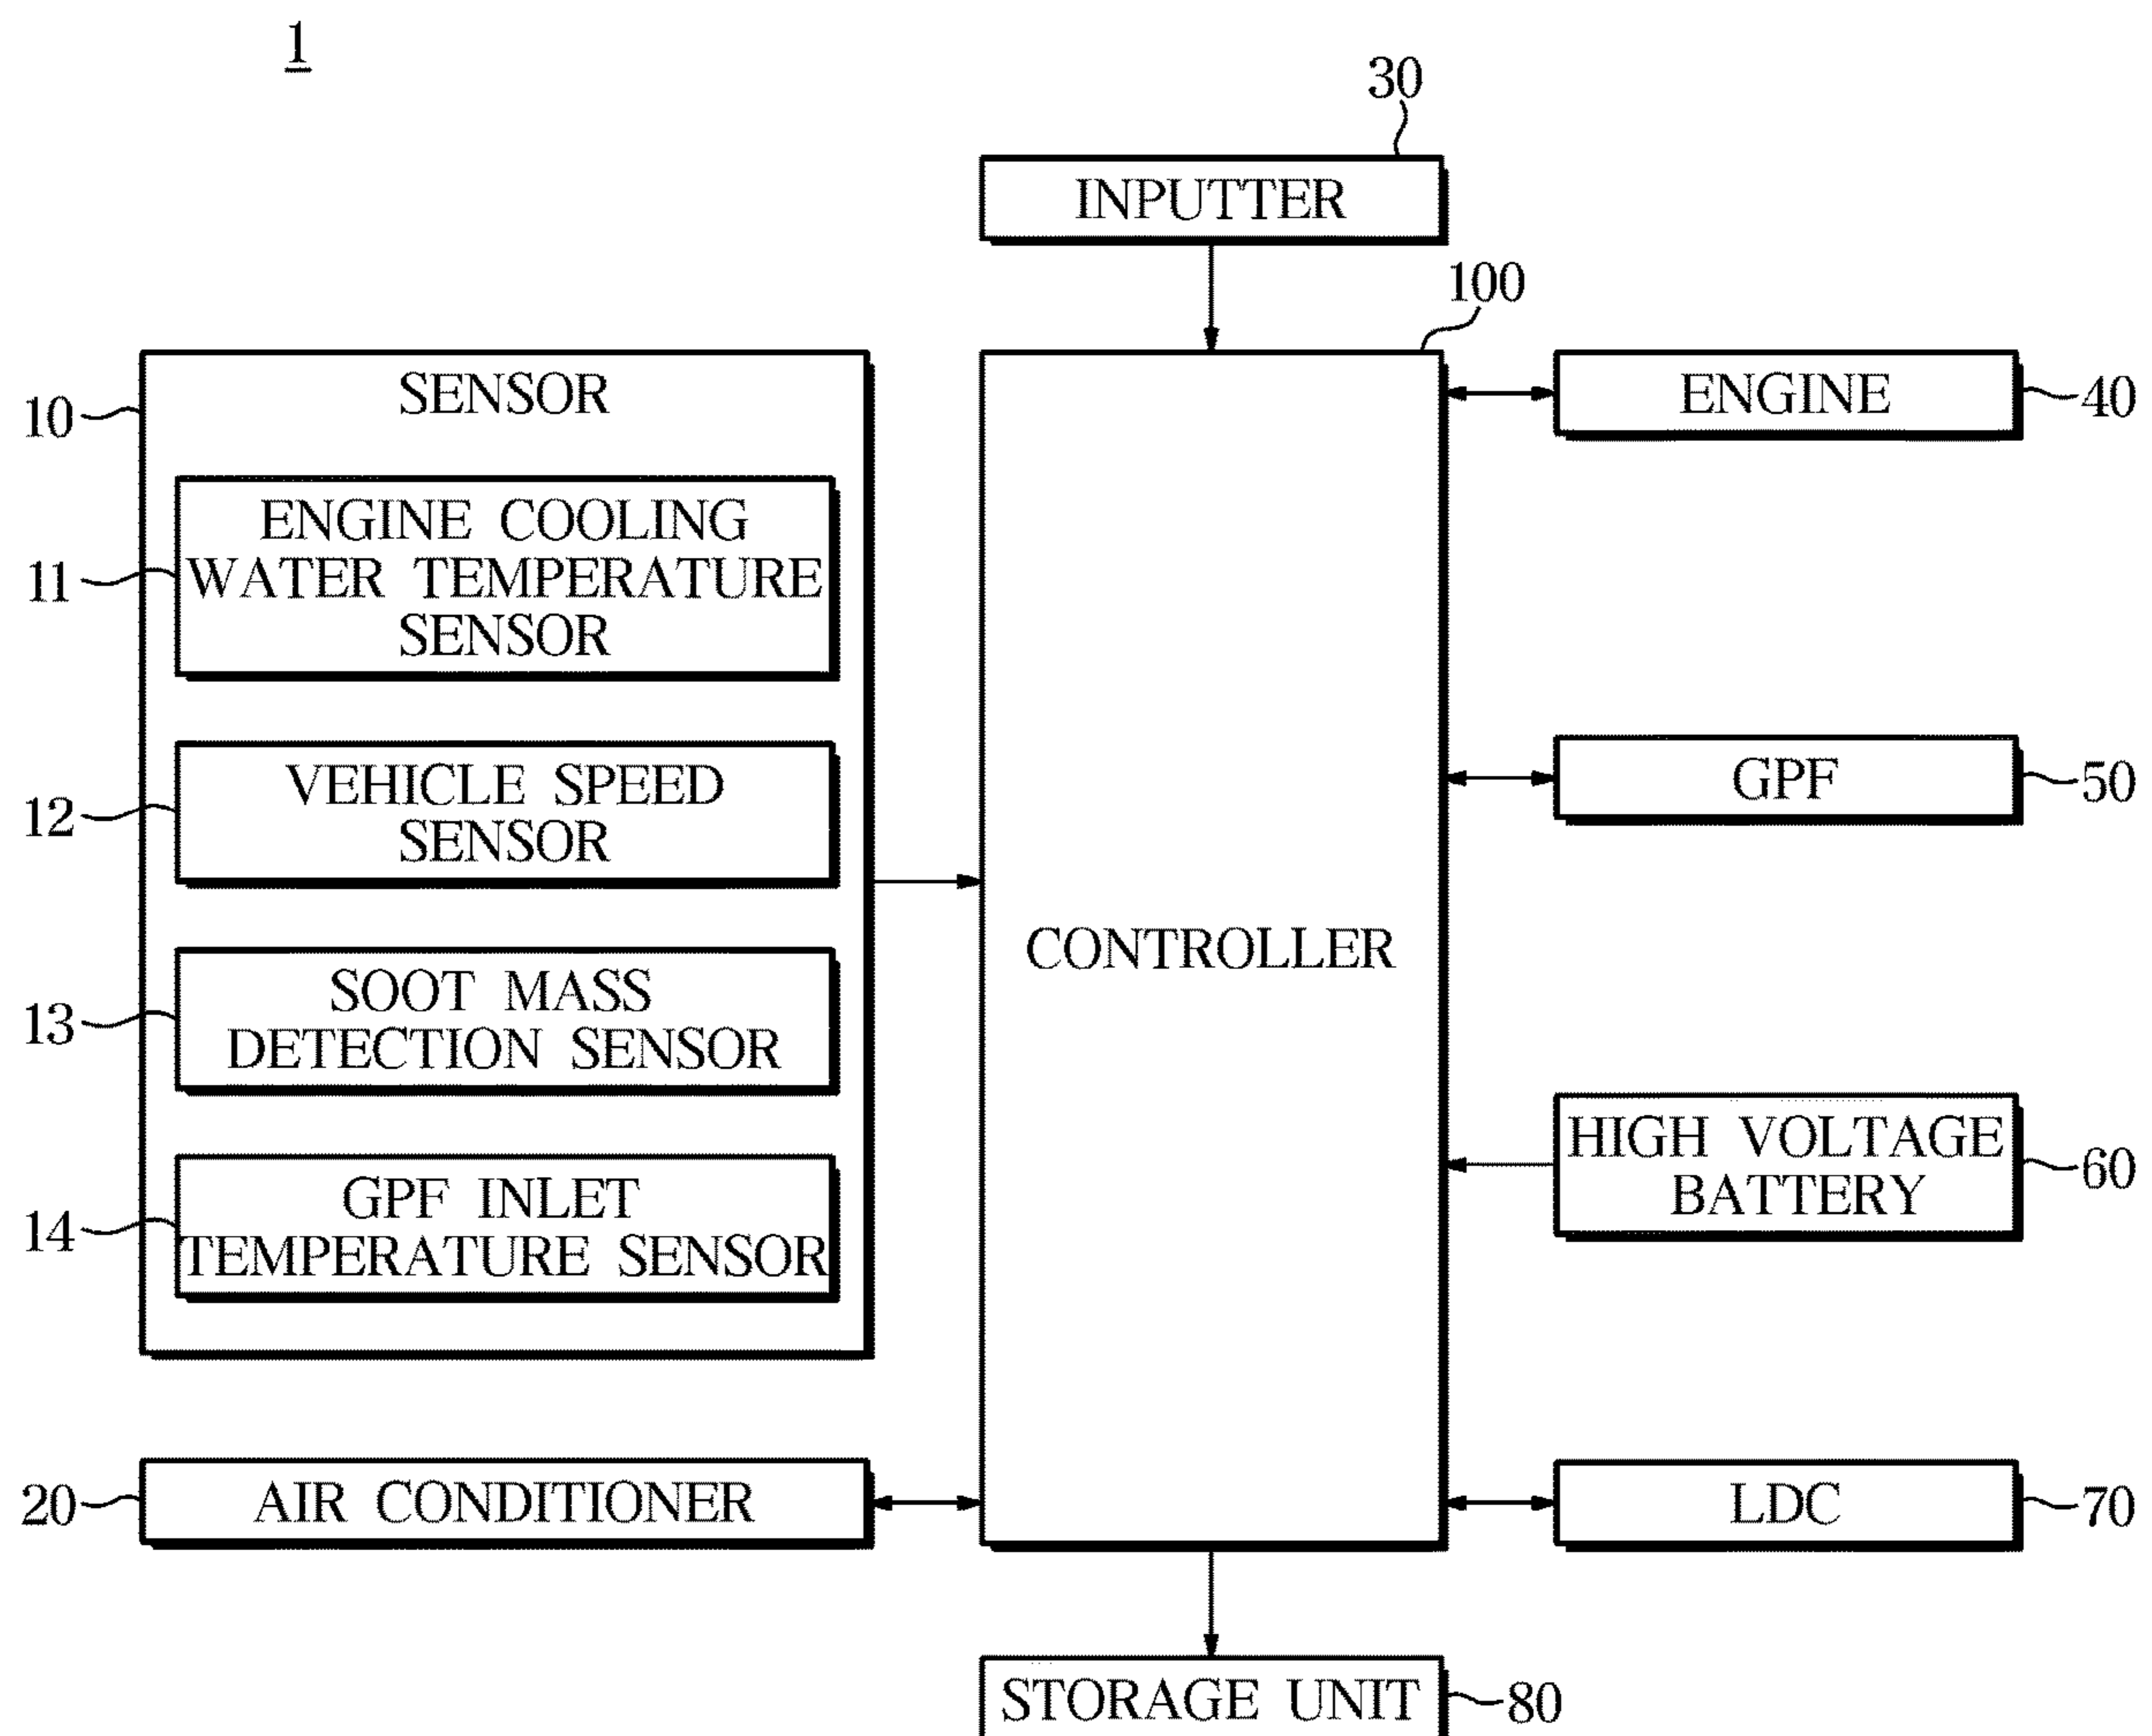 1
30
INPUTTER
100
10
SENSOR
11
ENGINE COOLING
WATER TEMPERATURE
SENSOR
12
VEHICLE SPEED
SENSOR
13
SOOT MASS
DETECTION SENSOR
14
GPF INLET
TEMPERATURE SENSOR
20
AIR CONDITIONER
CONTROLLER
ENGINE
40
GPF
50
HIGH VOLTAGE
BATTERY
60
LDC
70
STORAGE UNIT
80